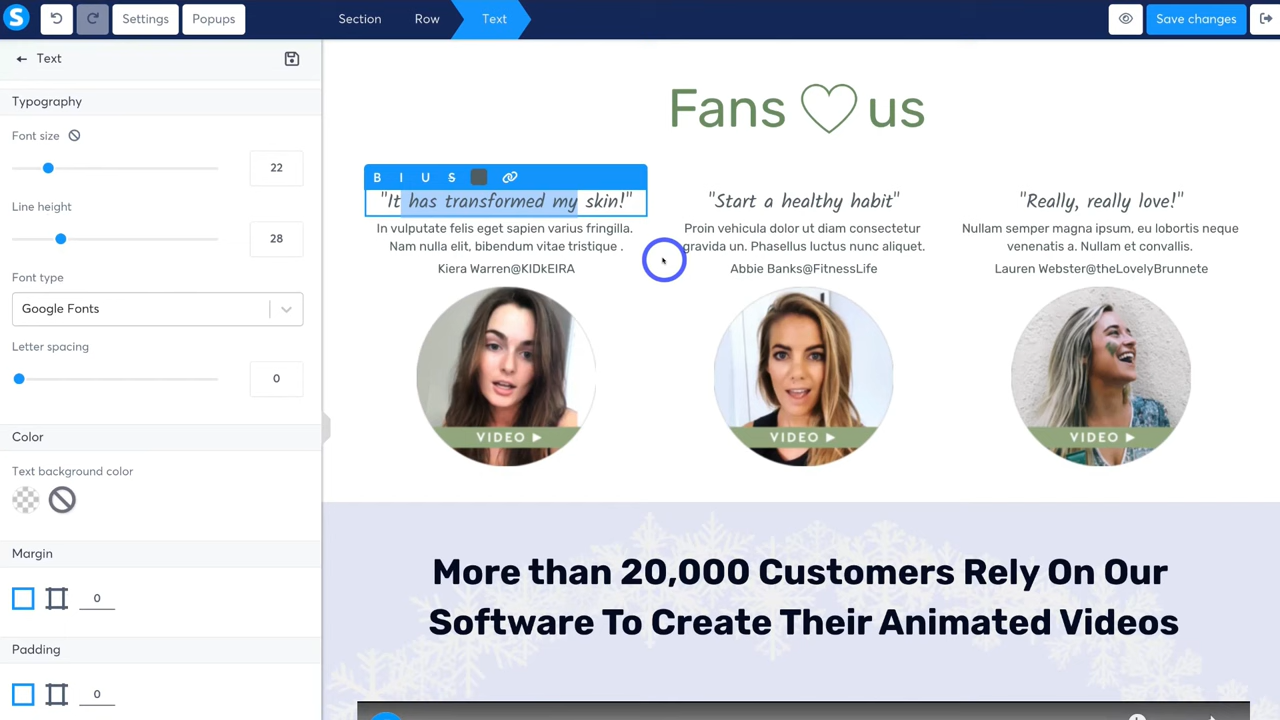 S
Settings
Popups
Section
Row
Text
Save changes
Text
Typography
Font size
22
Line height
28
Font type
Google Fonts
Letter spacing
0
Color
Text background color
Margin
0
Padding
0
Fans us
B I U S
"It has transformed my skin!"
In vulputate felis eget sapien varius fringilla.
Nam nulla elit, bibendum vitae tristique .
Kiera Warren@KIDkEIRA
VIDEO
"Start a healthy habit"
Proin vehicula dolor ut diam consectetur
gravida un. Phasellus luctus nunc aliquet.
Abbie Banks@FitnessLife
VIDEO
"Really, really love!"
Nullam semper magna ipsum, eu lobortis neque
venenatis a. Nullam et convallis.
Lauren Webster@theLovelyBrunnete
VIDEO
More than 20,000 Customers Rely On Our
Software To Create Their Animated Videos